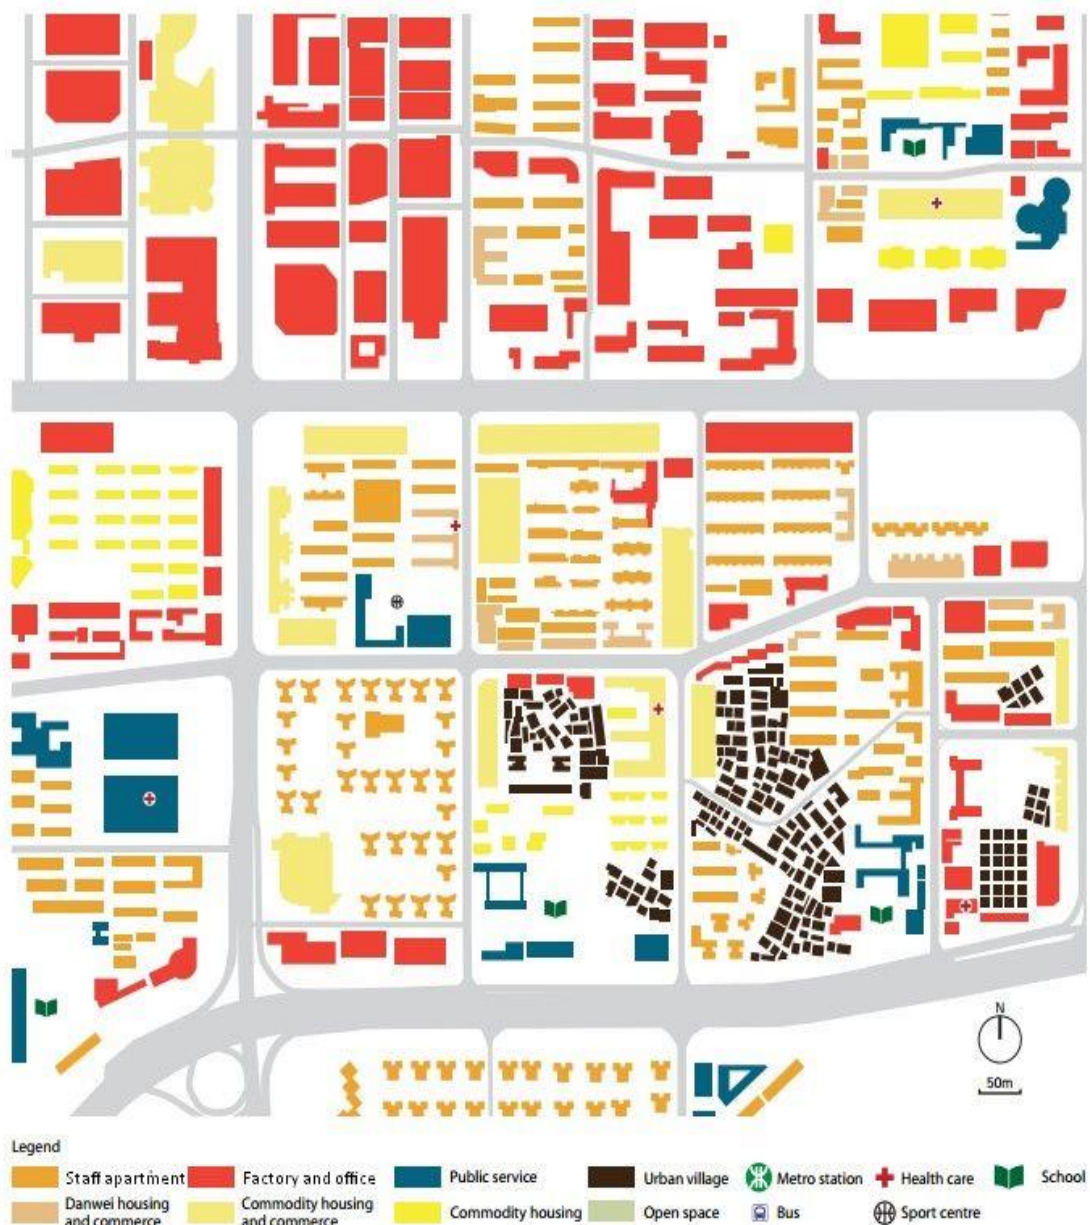 N
50m
Legend
Staff apartment Factory and office Public service Urban village Metro station Health care School
Danwei housing and commerce Commodity housing and commerce Commodity housing Open space Bus Sport centre